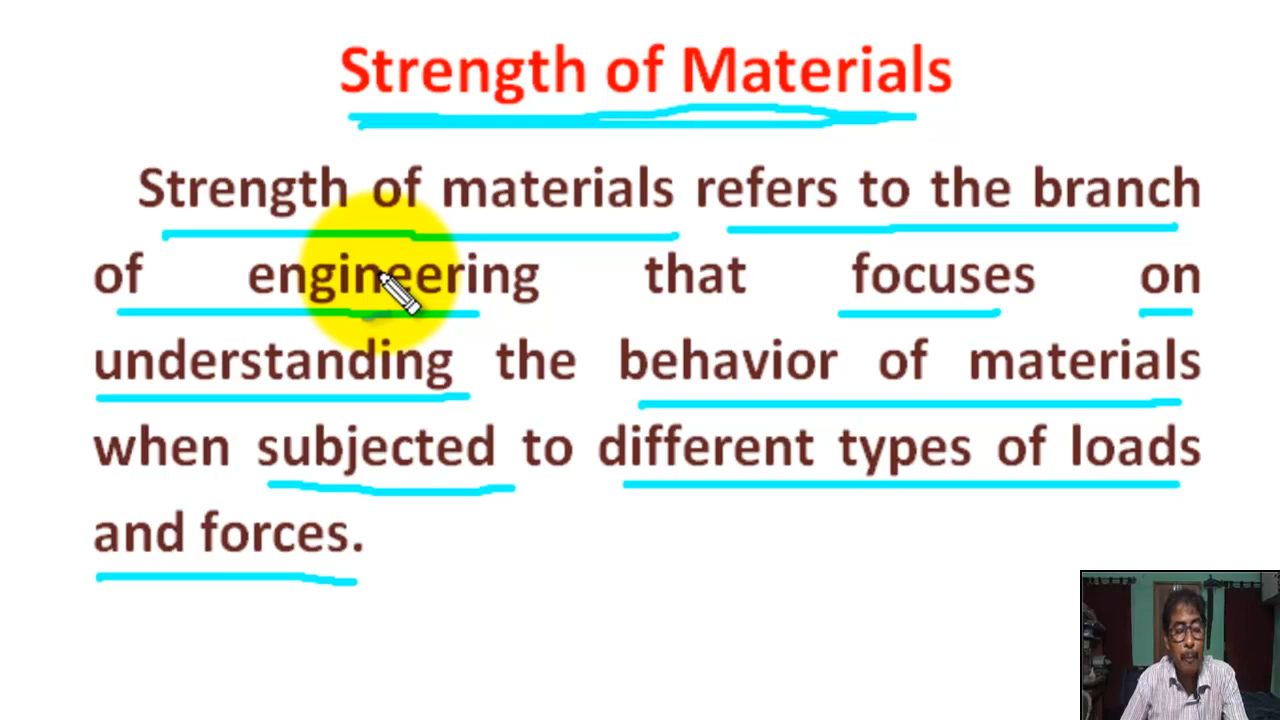 Strength of Materials
Strength of materials refers to the branch
of engineering that focuses on
understanding the behavior of materials
when subjected to different types of loads
and forces.